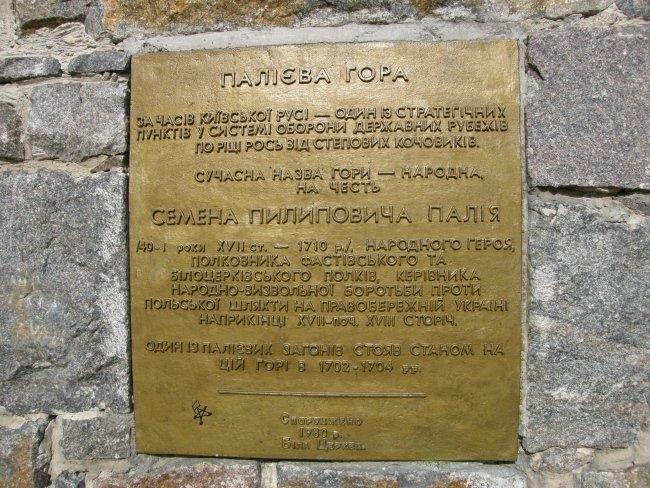 ПАЛІЄВА ГОРА
ЗА ЧАСІВ КИЇВСЬКОЇ РУСІ — ОДИН ІЗ СТРАТЕГІЧНИХ
ПУНКТІВ У СИСТЕМІ ОБОРОНИ ДЕРЖАВНИХ РУБЕЖІВ
ПО РІЦІ РОСЬ ВІД СТЕПОВИХ КОЧОВИКІВ.
СУЧАСНА НАЗВА ГОРИ — НАРОДНА,
НА ЧЕСТЬ
СЕМЕНА ПИЛИПОВИЧА ПАЛІЯ
/40-І РОКИ XVII СТ. — 1710 р./, НАРОДНОГО ГЕРОЯ,
ПОЛКОВНИКА ФАСТІВСЬКОГО ТА
БІЛОЦЕРКІВСЬКОГО ПОЛКІВ, КЕРІВНИКА
НАРОДНО-ВИЗВОЛЬНОЇ БОРОТЬБИ ПРОТИ
ПОЛЬСЬКОЇ ШЛЯХТИ НА ПРАВОБЕРЕЖНІЙ УКРАЇНІ
НАПРИКІНЦІ XVII-ПОЧ. XVIII СТОРІЧ.
ОДИН ІЗ ПАЛІЄВИХ ЗАГОНІВ СТОЯВ СТАНОМ НА
ЦІЙ ГОРІ В 1702-1704 рр.
Споруджено
1980 р.
Біла Церква.